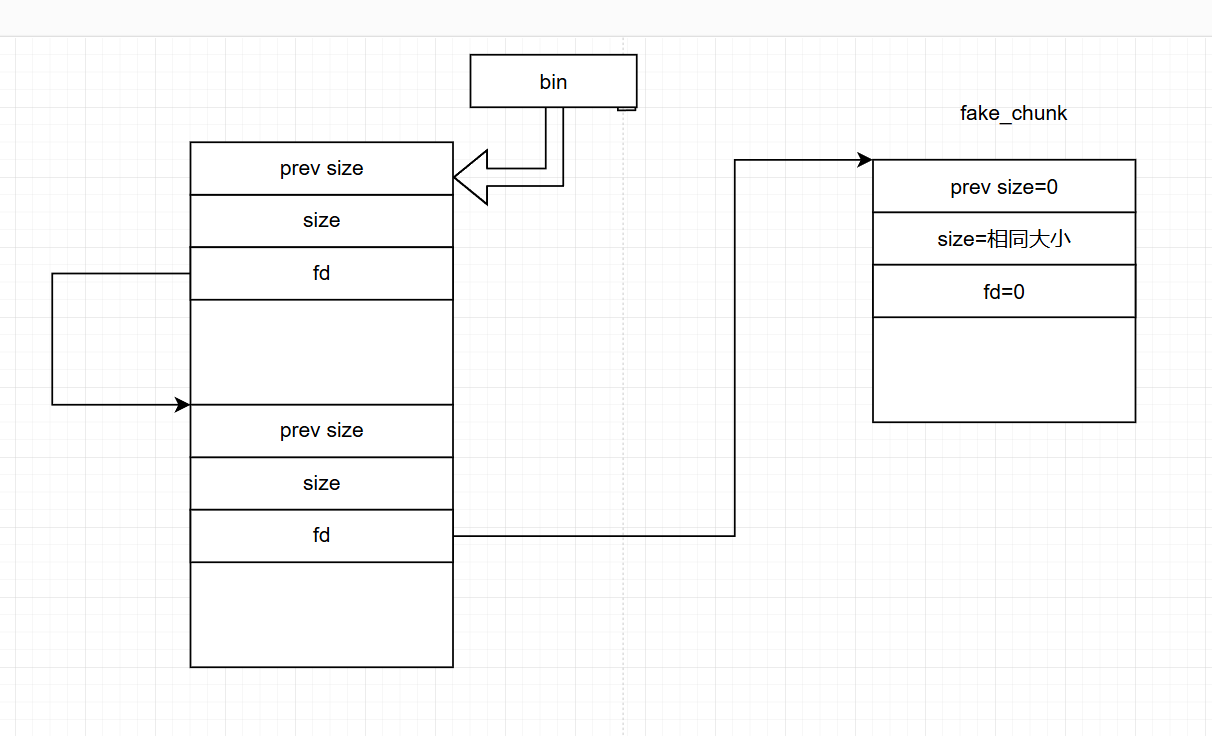 bin
fake_chunk
prev size
size
fd
prev size
size
fd
prev size=0
size=相同大小
fd=0